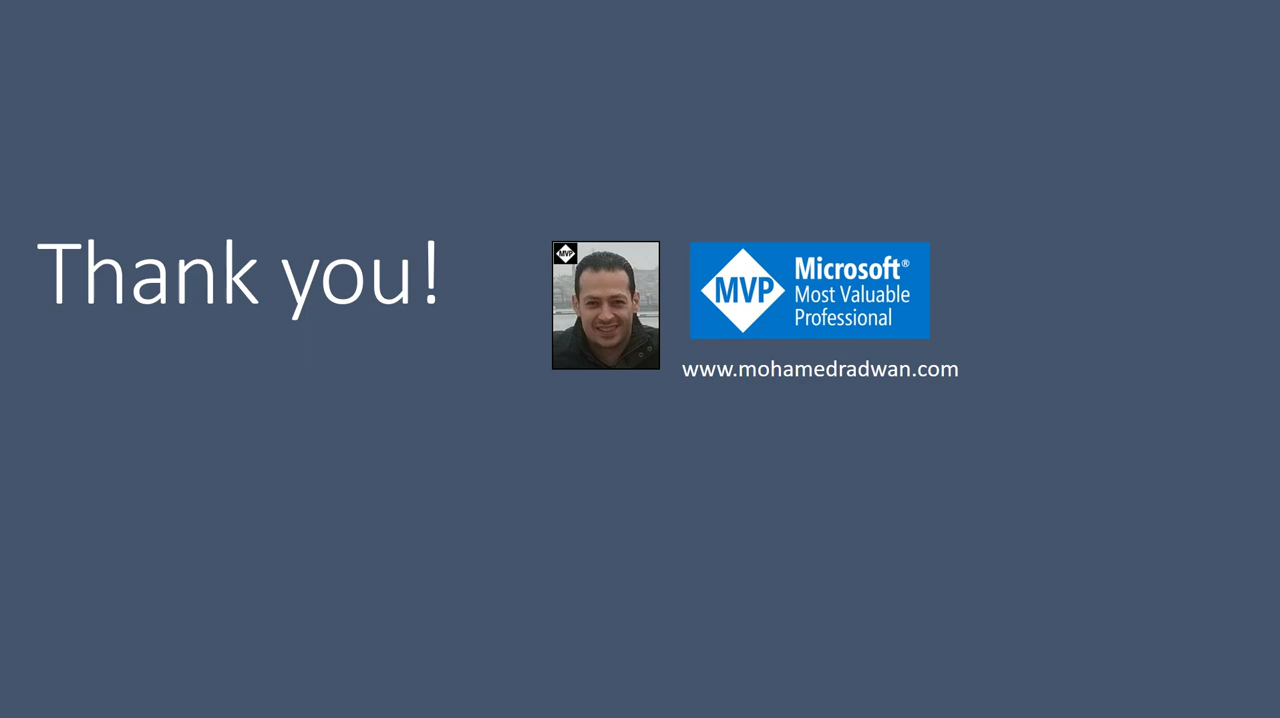 Thank you!
MVP
MVP
Microsoft®
Most Valuable
Professional
www.mohamedradwan.com